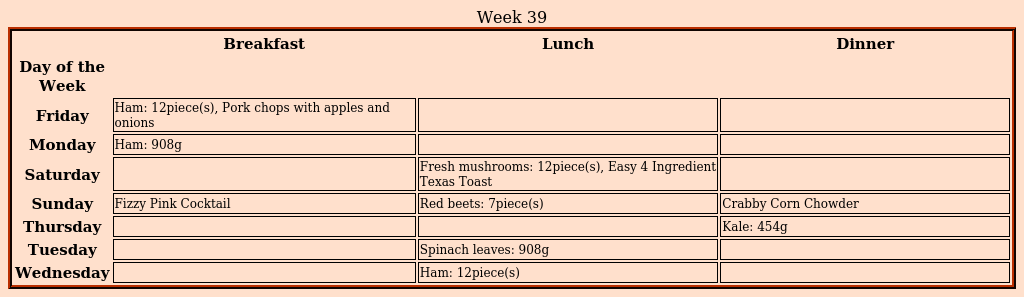 Week 39
Breakfast Lunch Dinner
Day of the
Week
Friday Ham: 12piece(s), Pork chops with apples and
onions
Monday Ham: 908g
Saturday Fresh mushrooms: 12piece(s), Easy 4 Ingredient
Texas Toast
Sunday Fizzy Pink Cocktail Red beets: 7piece(s) Crabby Corn Chowder
Thursday Kale: 454g
Tuesday Spinach leaves: 908g
Wednesday Ham: 12piece(s)